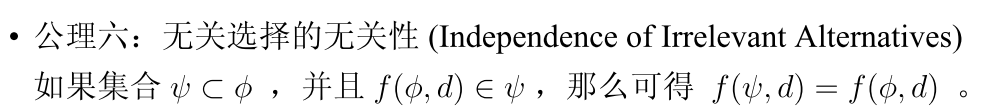 • 公理六：无关选择的无关性 (Independence of Irrelevant Alternatives)
如果集合 ψ ⊂ ϕ ，并且 f(ϕ, d) ∈ ψ ，那么可得 f(ψ, d) = f(ϕ, d) 。